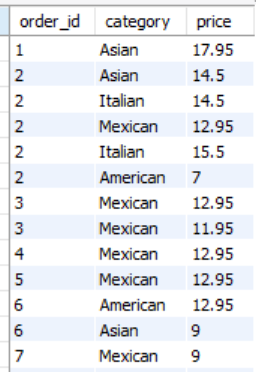 order_id category price
1 Asian 17.95
2 Asian 14.5
2 Italian 14.5
2 Mexican 12.95
2 Italian 15.5
2 American 7
3 Mexican 12.95
3 Mexican 11.95
4 Mexican 12.95
5 Mexican 12.95
6 American 12.95
6 Asian 9
7 Mexican 9